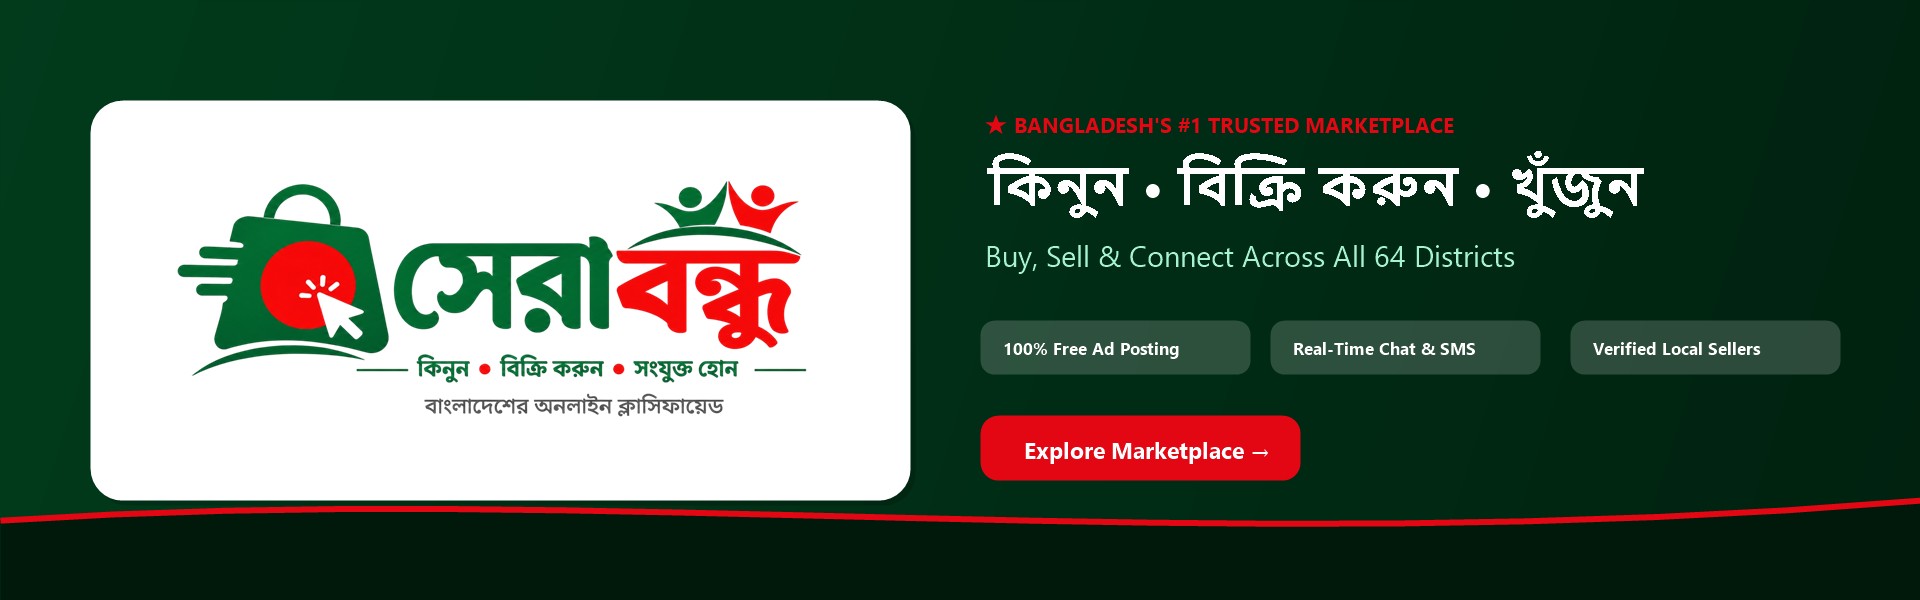 সেরাবন্ধু
কিনুন • বিক্রি করুন • সংযুক্ত হোন
বাংলাদেশের অনলাইন ক্লাসিফায়েড
★ BANGLADESH'S #1 TRUSTED MARKETPLACE
কিনুন • বিক্রি করুন • খুঁজুন
Buy, Sell & Connect Across All 64 Districts
100% Free Ad Posting
Real-Time Chat & SMS
Verified Local Sellers
Explore Marketplace →